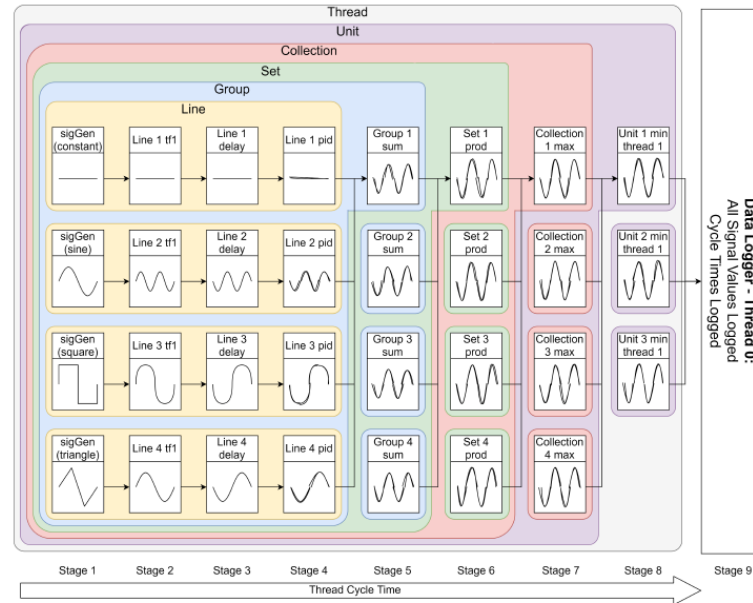 Thread
Unit
Collection
Set
Group
Line
sigGen
(constant)
Line 1 tf1
Line 1
delay
Line 1 pid
Group 1
sum
Set 1
prod
Collection
1 max
Unit 1 min
thread 1
sigGen
(sine)
Line 2 tf1
Line 2
delay
Line 2 pid
Group 2
sum
Set 2
prod
Collection
2 max
Unit 2 min
thread 1
sigGen
(square)
Line 3 tf1
Line 3
delay
Line 3 pid
Group 3
sum
Set 3
prod
Collection
3 max
Unit 3 min
thread 1
sigGen
(triangle)
Line 4 tf1
Line 4
delay
Line 4 pid
Group 4
sum
Set 4
prod
Collection
4 max
Data Logger - Thread 0:
All Signal Values Logged
Cycle Times Logged
Stage 1
Stage 2
Stage 3
Stage 4
Stage 5
Stage 6
Stage 7
Stage 8
Stage 9
Thread Cycle Time